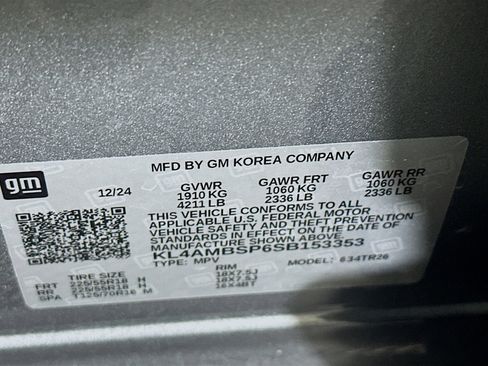 MFD BY GM KOREA COMPANY
gm
12/24 GVWR GAWR FRT GAWR RR
1910 KG 1060 KG 1060 KG
4211 LB 2336 LB 2336 LB
THIS VEHICLE CONFORMS TO ALL
APPLICABLE U.S. FEDERAL MOTOR
VEHICLE SAFETY AND THEFT PREVENTION
STANDARDS IN EFFECT ON THE DATE OF
MANUFACTURE SHOWN ABOVE.
KL4AMBSP6SB153353
TYPE: MPV MODEL: 634TR26
TIRE SIZE RIM
FRT 225/55R18 H 18X7.5J
RR 225/55R18 H 18X7.5J
SPA T125/70R16 M 16X4BT